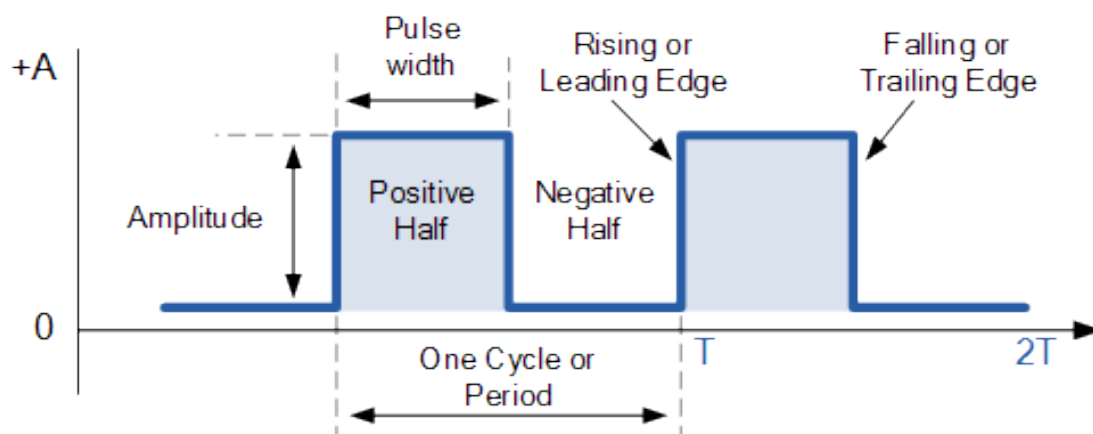 +A
Pulse
width
Rising or
Leading Edge
Falling or
Trailing Edge
Amplitude
Positive
Half
Negative
Half
0
T
2T
One Cycle or
Period